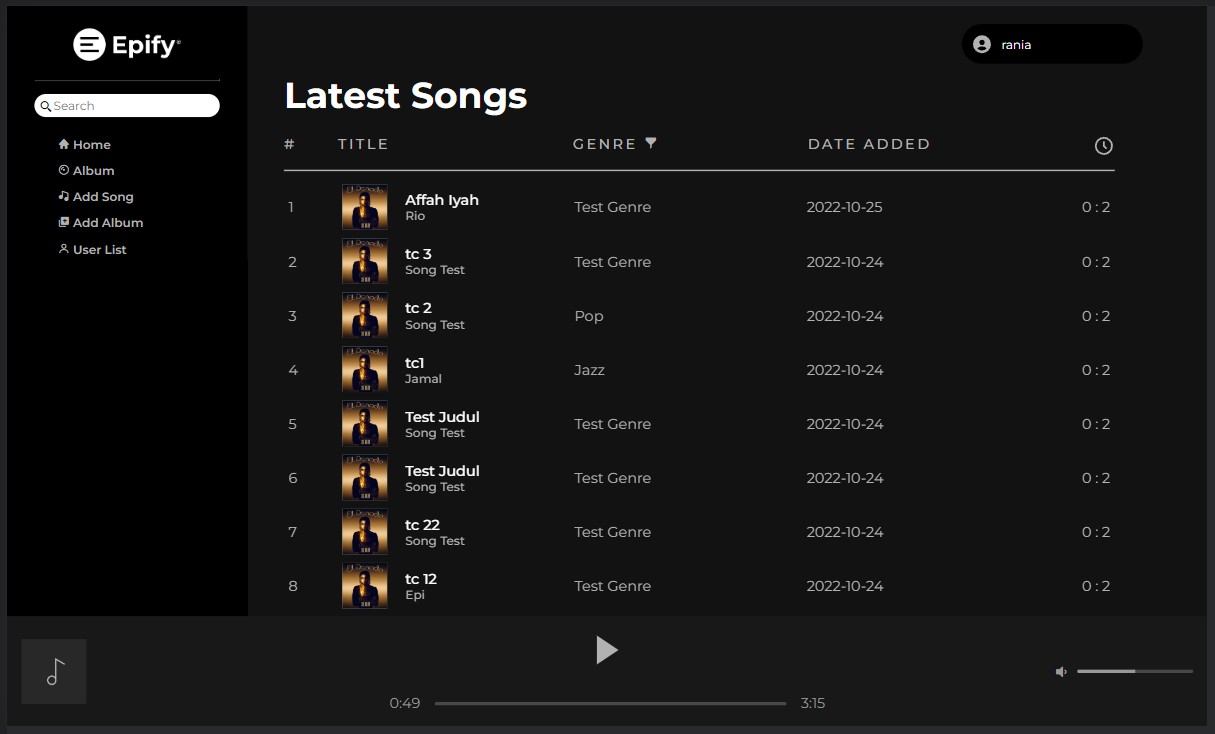 Epify
rania
Search
Home
Album
Add Song
Add Album
User List
Latest Songs
# TITLE GENRE DATE ADDED
1 Affah Iyah Test Genre 2022-10-25 0 : 2
Rio
2 tc 3 Test Genre 2022-10-24 0 : 2
Song Test
3 tc 2 Pop 2022-10-24 0 : 2
Song Test
4 tc1 Jazz 2022-10-24 0 : 2
Jamal
5 Test Judul Test Genre 2022-10-24 0 : 2
Song Test
6 Test Judul Test Genre 2022-10-24 0 : 2
Song Test
7 tc 22 Test Genre 2022-10-24 0 : 2
Song Test
8 tc 12 Test Genre 2022-10-24 0 : 2
Epi
0:49 3:15